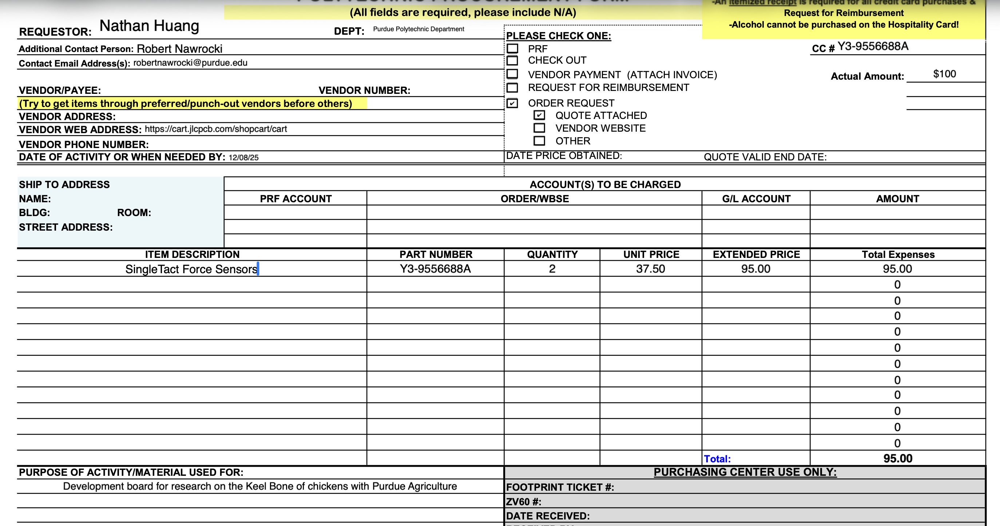 (All fields are required, please include N/A)
-An itemized receipt is required for all credit card purchases &
Request for Reimbursement
-Alcohol cannot be purchased on the Hospitality Card!
REQUESTOR: Nathan Huang DEPT: Purdue Polytechnic Department
Additional Contact Person: Robert Nawrocki
Contact Email Address(s): robertnawrocki@purdue.edu
VENDOR/PAYEE: VENDOR NUMBER:
(Try to get items through preferred/punch-out vendors before others)
VENDOR ADDRESS:
VENDOR WEB ADDRESS: https://cart.jlcpcb.com/shopcart/cart
VENDOR PHONE NUMBER:
DATE OF ACTIVITY OR WHEN NEEDED BY: 12/08/25
PLEASE CHECK ONE:
PRF
CHECK OUT
VENDOR PAYMENT (ATTACH INVOICE)
REQUEST FOR REIMBURSEMENT
ORDER REQUEST
QUOTE ATTACHED
VENDOR WEBSITE
OTHER
CC # Y3-9556688A
Actual Amount: $100
DATE PRICE OBTAINED: QUOTE VALID END DATE:
SHIP TO ADDRESS
NAME:
BLDG: ROOM:
STREET ADDRESS:
ACCOUNT(S) TO BE CHARGED
PRF ACCOUNT ORDER/WBSE G/L ACCOUNT AMOUNT
ITEM DESCRIPTION PART NUMBER QUANTITY UNIT PRICE EXTENDED PRICE Total Expenses
SingleTact Force Sensors Y3-9556688A 2 37.50 95.00 95.00
0
0
0
0
0
0
0
0
0
0
0
Total: 95.00
PURPOSE OF ACTIVITY/MATERIAL USED FOR:
Development board for research on the Keel Bone of chickens with Purdue Agriculture
PURCHASING CENTER USE ONLY:
FOOTPRINT TICKET #:
ZV60 #:
DATE RECEIVED: